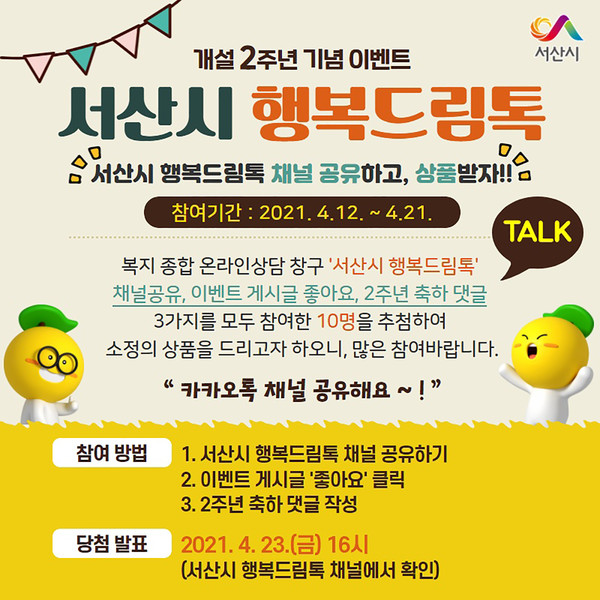 서산시
개설 2주년 기념 이벤트
서산시 행복드림톡
서산시 행복드림톡 채널 공유하고, 상품받자!!
참여기간 : 2021. 4.12. ~ 4.21.
TALK
복지 종합 온라인상담 창구 '서산시 행복드림톡'
채널공유, 이벤트 게시글 좋아요, 2주년 축하 댓글
3가지를 모두 참여한 10명을 추첨하여
소정의 상품을 드리고자 하오니, 많은 참여바랍니다.
“ 카카오톡 채널 공유해요 ~ ! ”
참여 방법
1. 서산시 행복드림톡 채널 공유하기
2. 이벤트 게시글 '좋아요' 클릭
3. 2주년 축하 댓글 작성
당첨 발표
2021. 4. 23.(금) 16시
(서산시 행복드림톡 채널에서 확인)